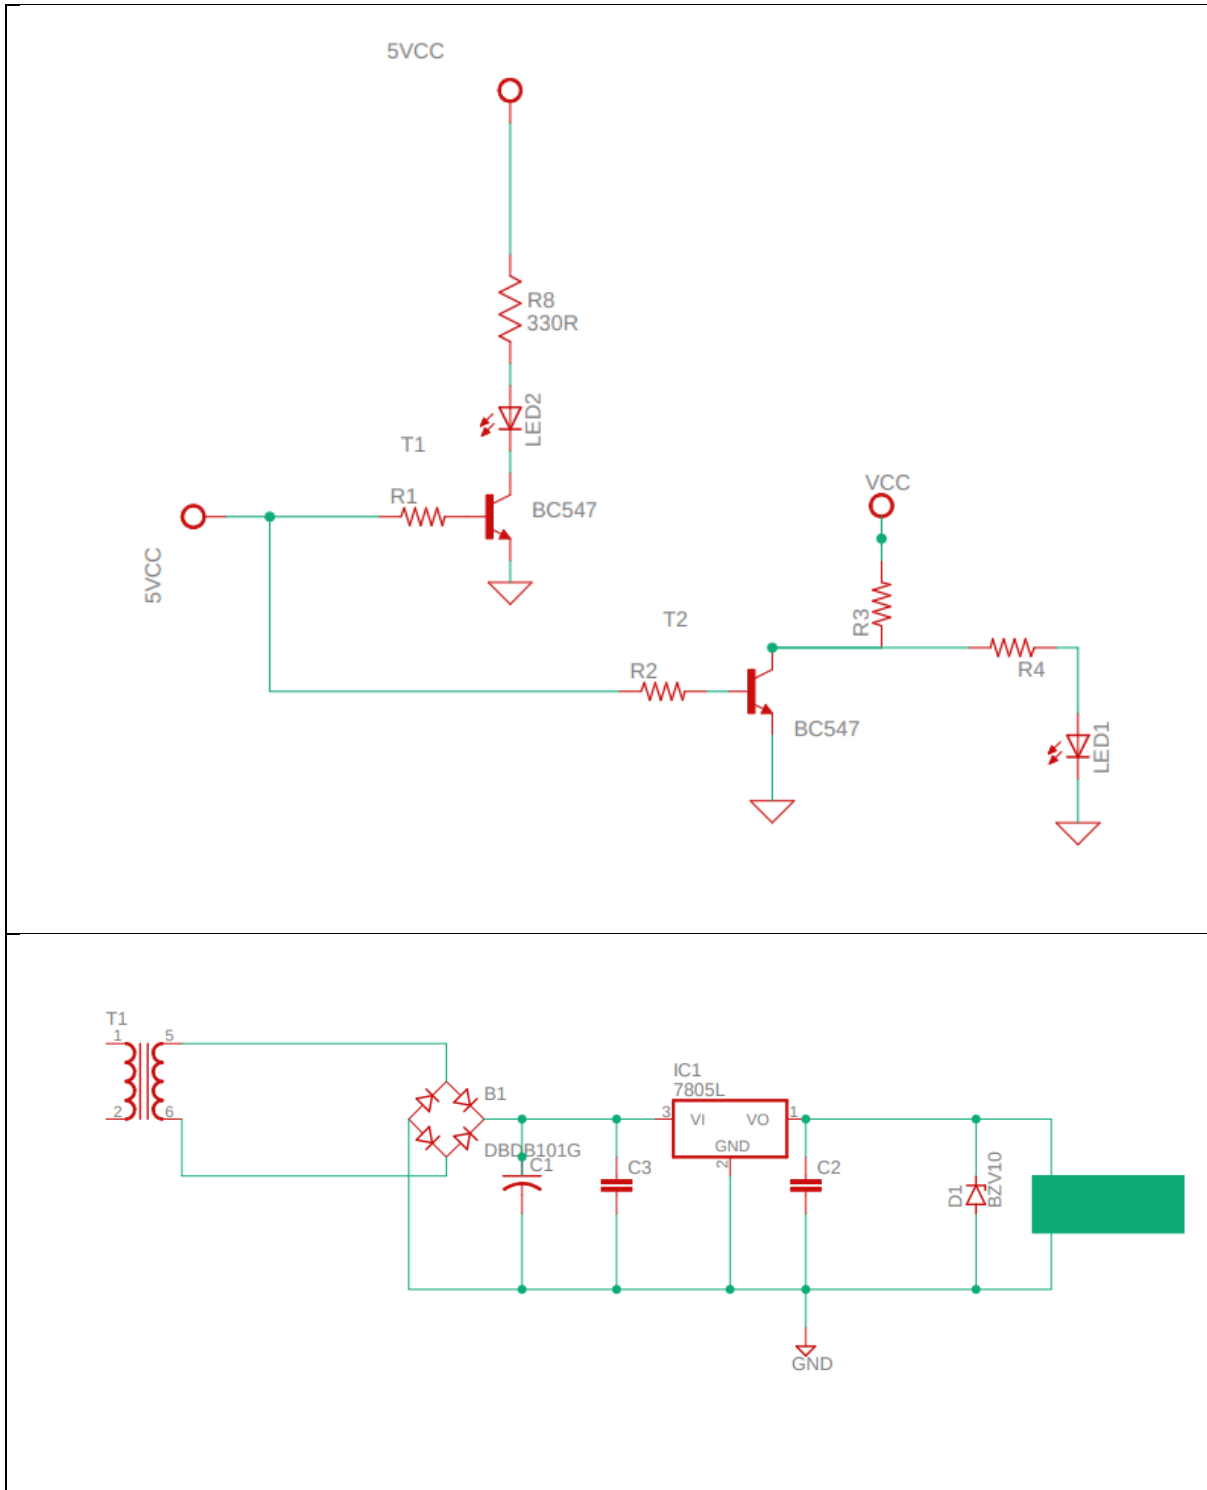 5VCC
R8
330R
LED2
T1
R1
BC547
5VCC
VCC
R3
T2
R2
R4
BC547
LED1
T1
1
5
2
6
B1
DBDB101G
C1
C3
IC1
7805L
3
VI
VO
1
GND
2
C2
D1
BZV10
GND